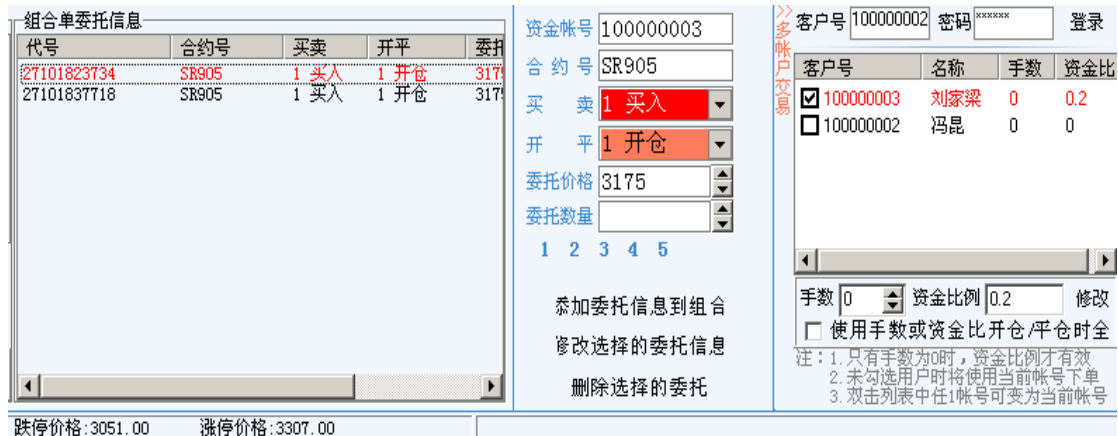 组合单委托信息
代号 合约号 买卖 开平 委托
27101823734 SR905 1 买入 1 开仓 3175
27101837718 SR905 1 买入 1 开仓 317
资金帐号 100000003
合约号 SR905
买卖 1 买入
开平 1 开仓
委托价格 3175
委托数量
1 2 3 4 5
添加委托信息到组合
修改选择的委托信息
删除选择的委托
>>多帐户交易
客户号 100000002 密码 ****** 登录
客户号 名称 手数 资金比
100000003 刘家梁 0 0.2
100000002 冯昆 0 0
手数 0 资金比例 0.2 修改
使用手数或资金比开仓/平仓时全
注：1.只有手数为0时，资金比例才有效
2.未勾选用户时将使用当前帐号下单
3.双击列表中任1帐号可变为当前帐号
跌停价格:3051.00 涨停价格:3307.00